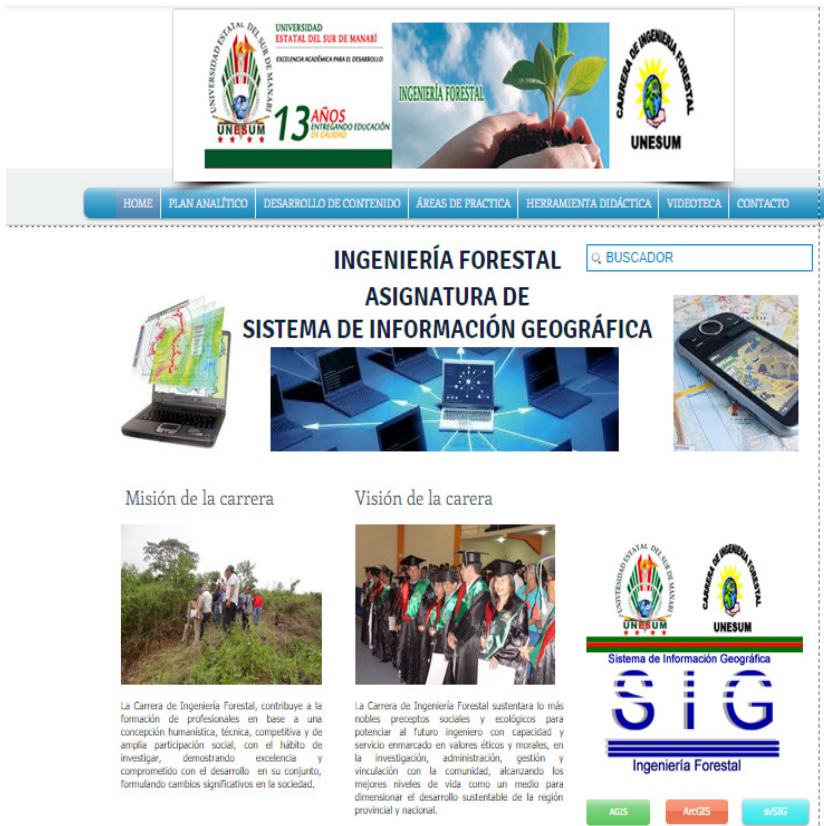 UNIVERSIDAD ESTATAL DEL SUR DE MANABÍ
UNESUM
UNIVERSIDAD
ESTATAL DEL SUR DE MANABÍ
EXCELENCIA ACADÉMICA PARA EL DESARROLLO
13 AÑOS
ENTREGANDO EDUCACIÓN
DE CALIDAD
INGENIERÍA FORESTAL
CARRERA DE INGENIERIA FORESTAL
UNESUM
HOME
PLAN ANALÍTICO
DESARROLLO DE CONTENIDO
ÁREAS DE PRACTICA
HERRAMIENTA DIDÁCTICA
VIDEOTECA
CONTACTO
INGENIERÍA FORESTAL
BUSCADOR
ASIGNATURA DE
SISTEMA DE INFORMACIÓN GEOGRÁFICA
Misión de la carrera
La Carrera de Ingeniería Forestal, contribuye a la
formación de profesionales en base a una
concepción humanística, técnica, competitiva y de
amplia participación social, con el hábito de
investigar, demostrando excelencia y
comprometido con el desarrollo en su conjunto,
formulando cambios significativos en la sociedad.
Visión de la carera
La Carrera de Ingeniería Forestal sustentara lo más
nobles preceptos sociales y ecológicos para
potenciar al futuro ingeniero con capacidad y
servicio enmarcado en valores éticos y morales, en
la investigación, administración, gestión y
vinculación con la comunidad, alcanzando los
mejores niveles de vida como un medio para
dimensionar el desarrollo sustentable de la región
provincial y nacional.
UNIVERSIDAD ESTATAL DEL SUR DE MANABÍ
UNESUM
CARRERA DE INGENIERIA FORESTAL
UNESUM
Sistema de Información Geográfica
SIG
Ingeniería Forestal
AGIS
ArcGIS
svSIG